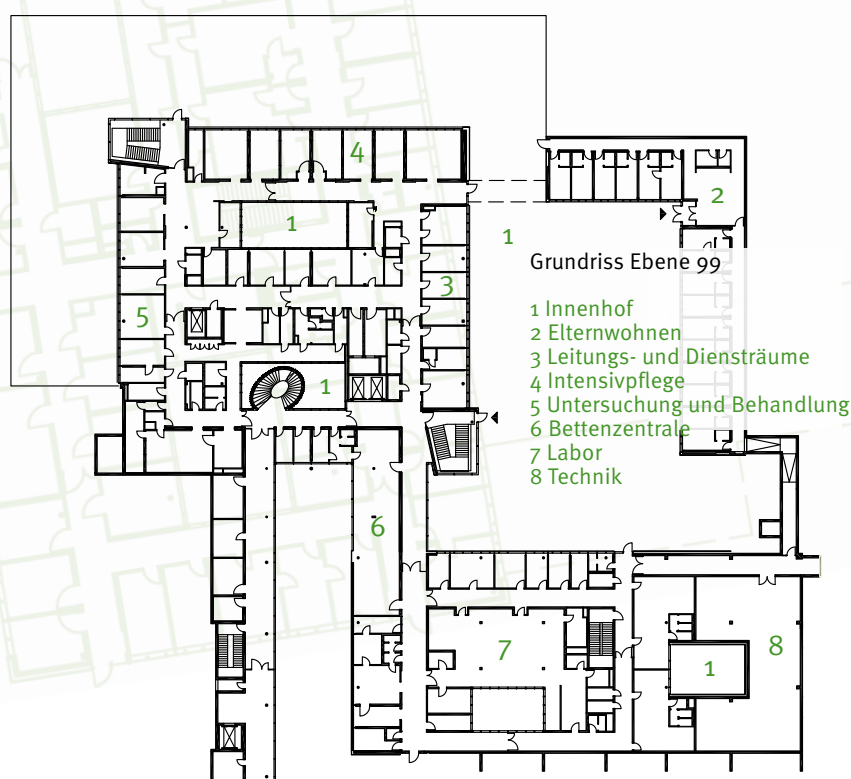 4
2
1
1
Grundriss Ebene 99
3
1 Innenhof
5
2 Elternwohnen
3 Leitungs- und Diensträume
1
4 Intensivpflege
5 Untersuchung und Behandlung
6 Bettenzentrale
7 Labor
8 Technik
6
7
8
1